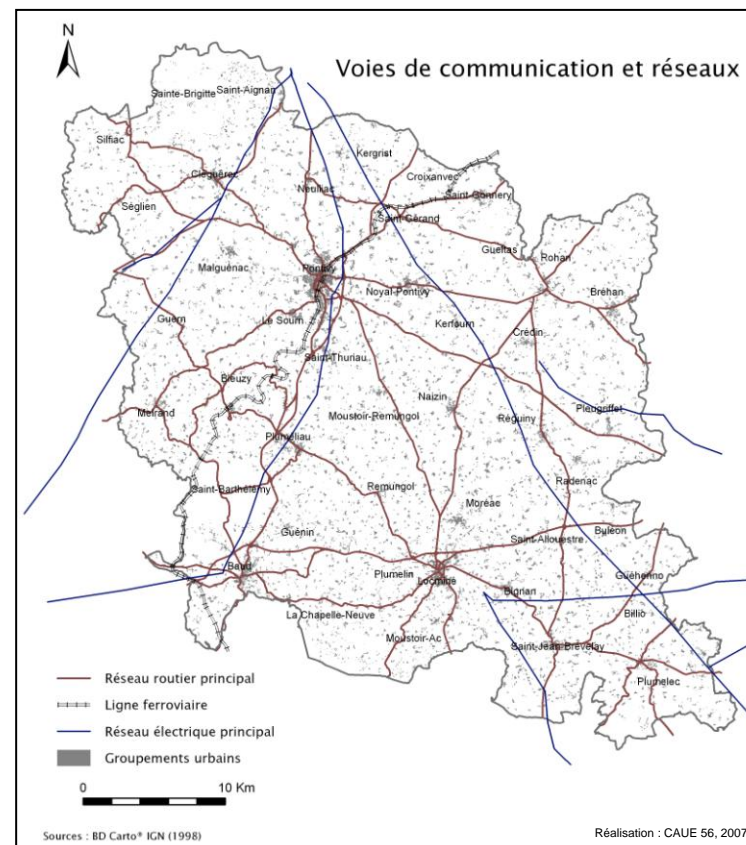 N
Voies de communication et réseaux
Sainte-Brigitte
Saint-Aignan
Silfiac
Kergrist
Croixanvec
Cléguérec
Neulliac
Saint-Gonnery
Séglien
Saint-Gérand
Gueltas
Rohan
Malguénac
Pontivy
Noyal-Pontivy
Bréhan
Guern
Le Sourn
Kerfourn
Crédin
Saint-Thuriau
Bieuzy
Naizin
Melrand
Moustoir-Remungol
Réguiny
Pleugriffet
Pluméliau
Radenac
Saint-Barthélémy
Remungol
Moréac
Guénin
Saint-Allouestre
Buléon
Baud
Plumelin
Locminé
Guéhenno
Bignan
La Chapelle-Neuve
Billio
Moustoir-Ac
Saint-Jean-Brévelay
Plumelec
Réseau routier principal
Ligne ferroviaire
Réseau électrique principal
Groupements urbains
0 10 Km
Sources : BD Carto® IGN (1998)
Réalisation : CAUE 56, 2007